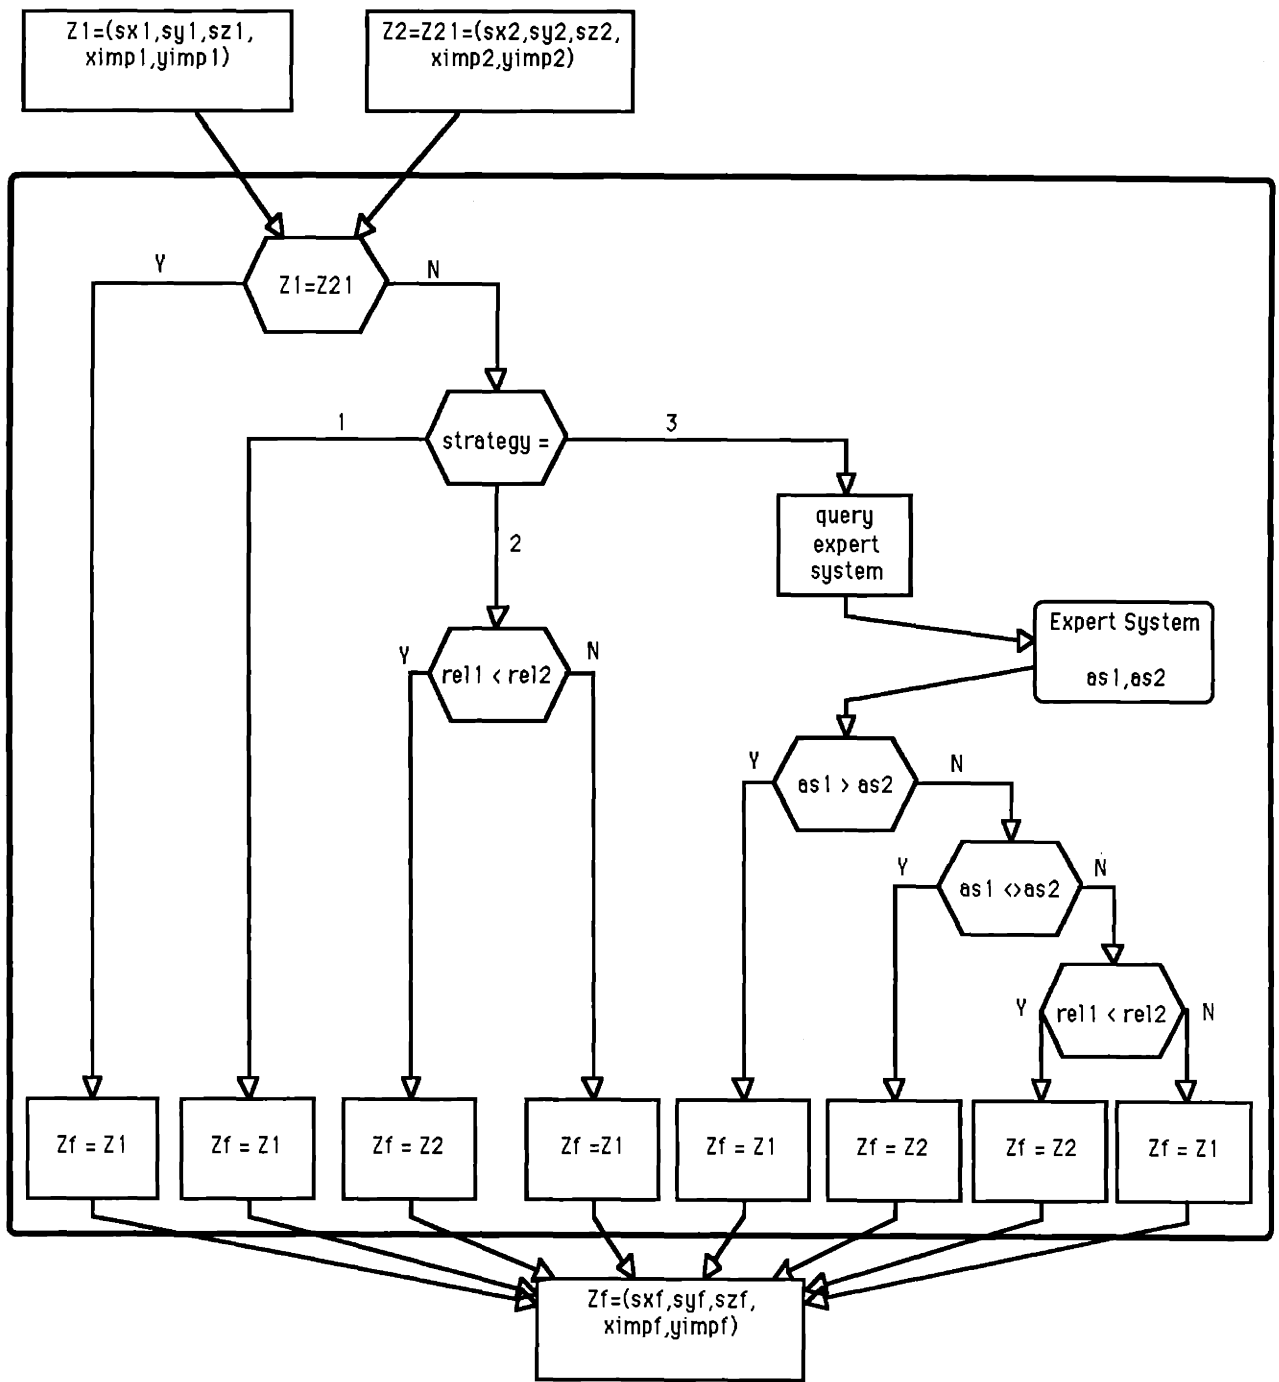 Z1=(sx1,sy1,sz1,
ximp1,yimp1)
Z2=Z21=(sx2,sy2,sz2,
ximp2,yimp2)
Y
Z1=Z21
N
1
strategy =
3
2
query
expert
system
Expert System
as1,as2
Y
rel1 < rel2
N
Y
as1 > as2
N
Y
as1 <>as2
N
Y
rel1 < rel2
N
Zf = Z1
Zf = Z1
Zf = Z2
Zf =Z1
Zf = Z1
Zf = Z2
Zf = Z2
Zf = Z1
Zf=(sxf,syf,szf,
ximpf,yimpf)